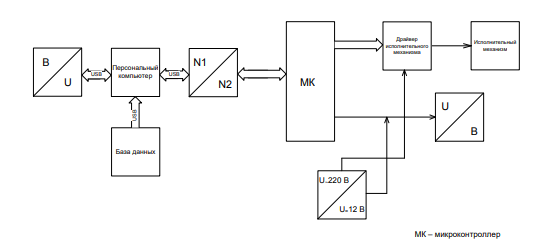 В
U
USB
Персональный
компьютер
USB
N1
N2
МК
Драйвер
исполнительного
механизма
Исполнительный
механизм
USB
База данных
U
В
U~220 В
U=12 В
МК – микроконтроллер